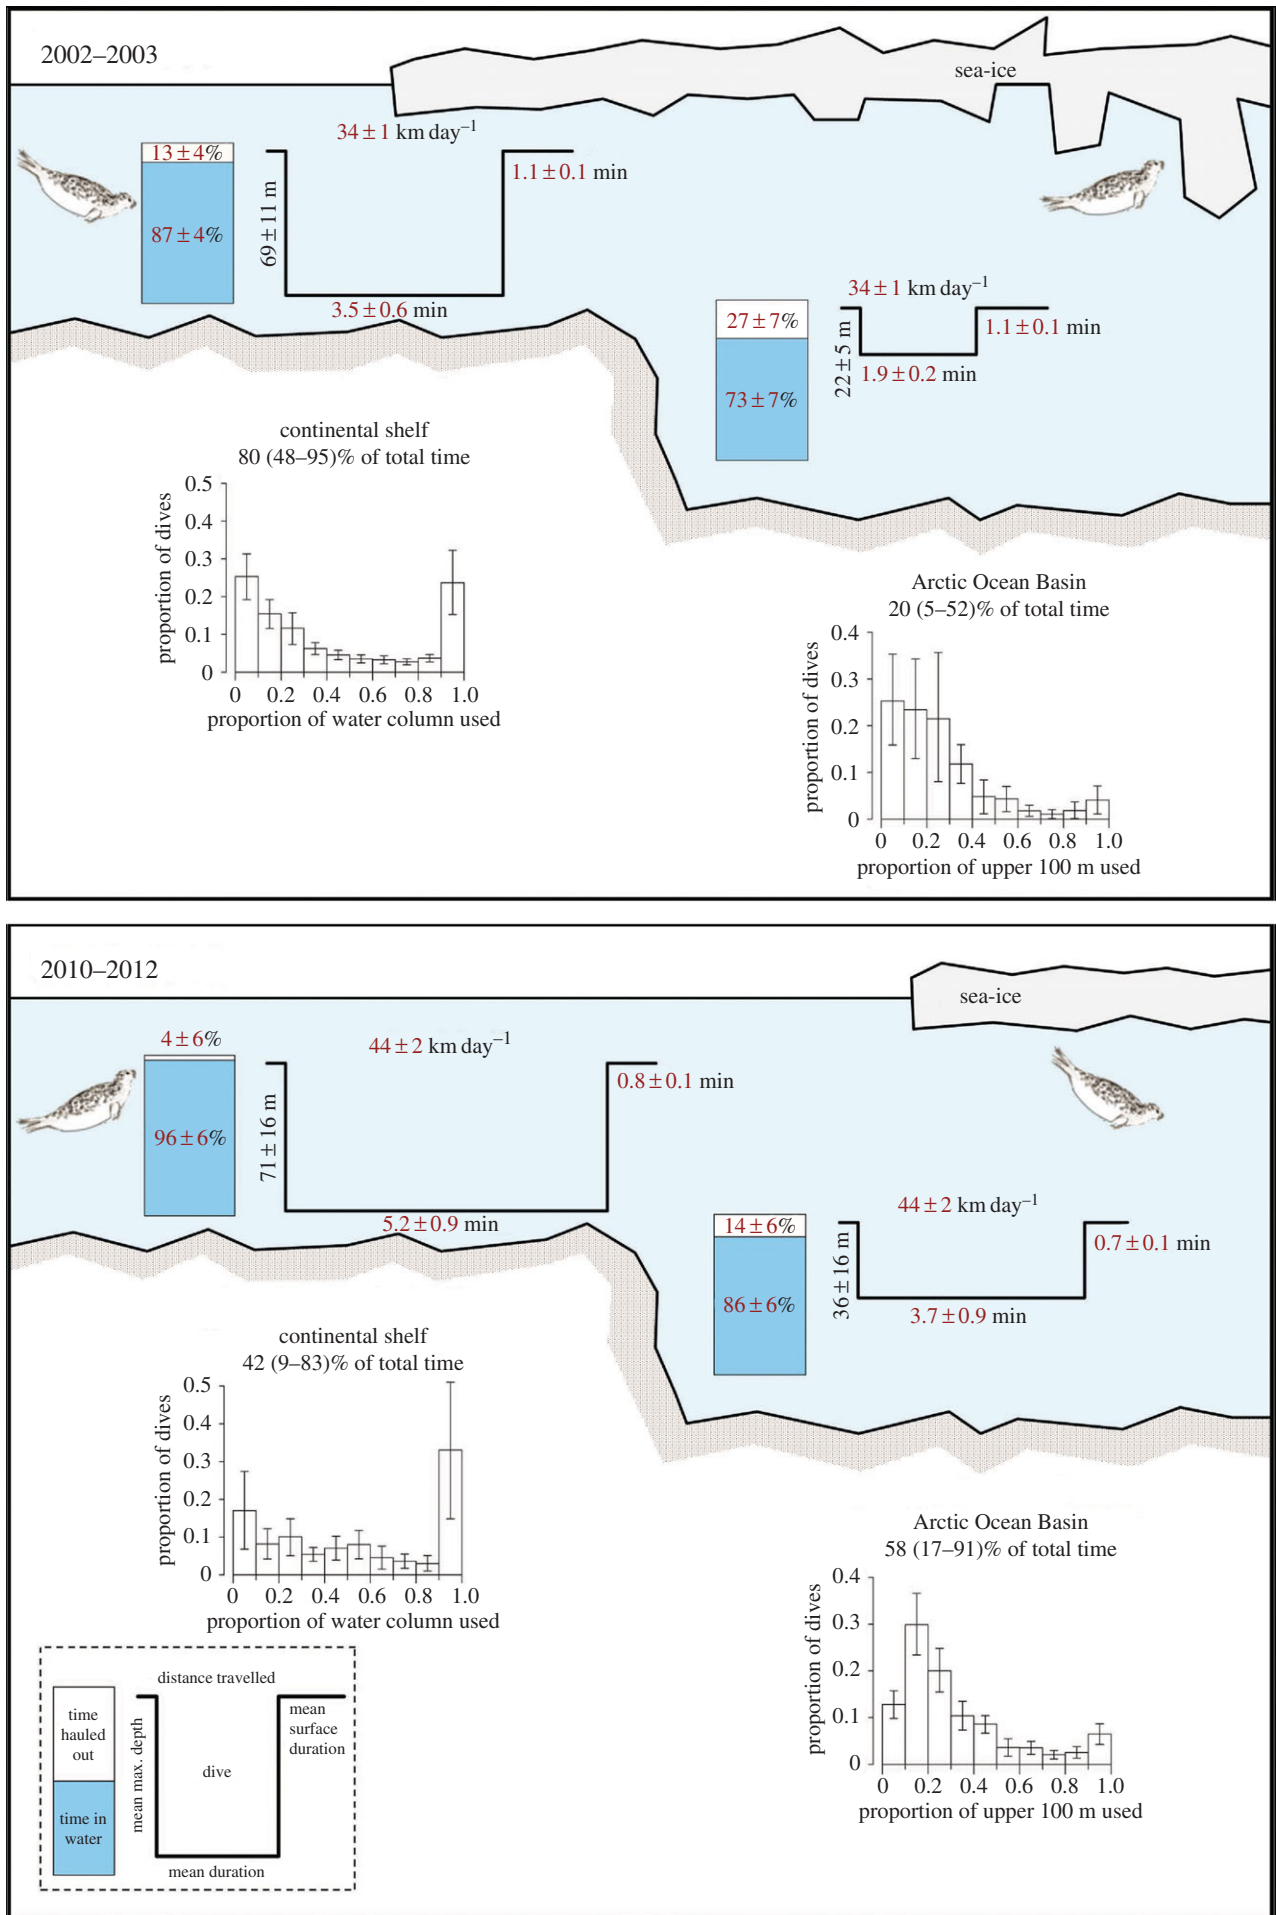 2002–2003
sea-ice
34±1 km day⁻¹
13±4%
1.1±0.1 min
87±4%
69±11 m
3.5±0.6 min
34±1 km day⁻¹
27±7%
1.1±0.1 min
22±5 m
1.9±0.2 min
73±7%
continental shelf
80 (48–95)% of total time
0.5
0.4
0.3
0.2
0.1
0
proportion of dives
0 0.2 0.4 0.6 0.8 1.0
proportion of water column used
Arctic Ocean Basin
20 (5–52)% of total time
0.4
0.3
0.2
0.1
0
proportion of dives
0 0.2 0.4 0.6 0.8 1.0
proportion of upper 100 m used
2010–2012
sea-ice
4±6%
44±2 km day⁻¹
0.8±0.1 min
96±6%
71±16 m
5.2±0.9 min
44±2 km day⁻¹
14±6%
0.7±0.1 min
36±16 m
86±6%
3.7±0.9 min
continental shelf
42 (9–83)% of total time
0.5
0.4
0.3
0.2
0.1
0
proportion of dives
0 0.2 0.4 0.6 0.8 1.0
proportion of water column used
Arctic Ocean Basin
58 (17–91)% of total time
0.4
0.3
0.2
0.1
0
proportion of dives
0 0.2 0.4 0.6 0.8 1.0
proportion of upper 100 m used
distance travelled
time
hauled
out
time in
water
mean max. depth
dive
mean
surface
duration
mean duration